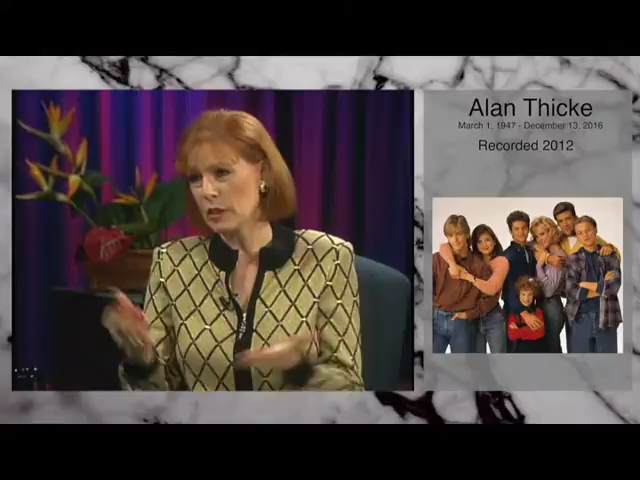 Alan Thicke
March 1, 1947 - December 13, 2016
Recorded 2012